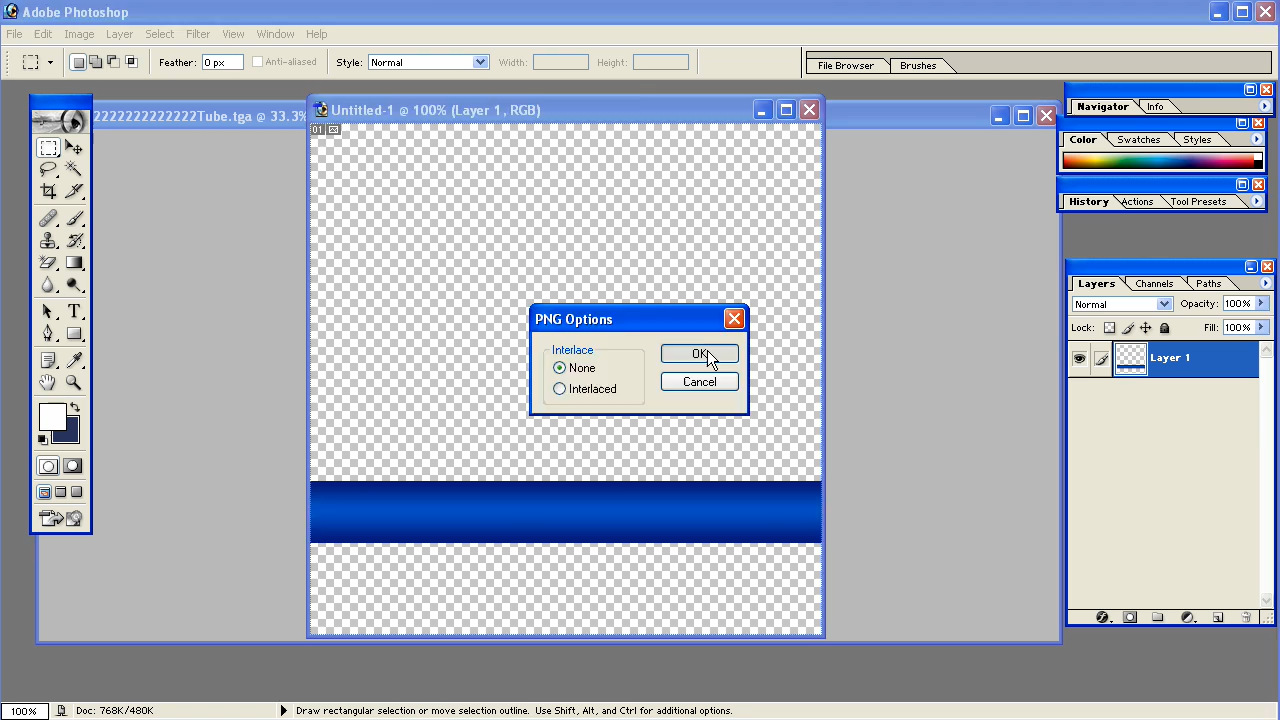 Adobe Photoshop
File Edit Image Layer Select Filter View Window Help
Feather: 0 px Anti-aliased Style: Normal Width: Height: File Browser Brushes
222222222222222Tube.tga @ 33.3%
Untitled-1 @ 100% (Layer 1, RGB)
01
Navigator Info
Color Swatches Styles
History Actions Tool Presets
Layers Channels Paths
Normal Opacity: 100%
Lock: Fill: 100%
Layer 1
PNG Options
Interlace
None
Interlaced
OK
Cancel
100% Doc: 768K/480K Draw rectangular selection or move selection outline. Use Shift, Alt, and Ctrl for additional options.